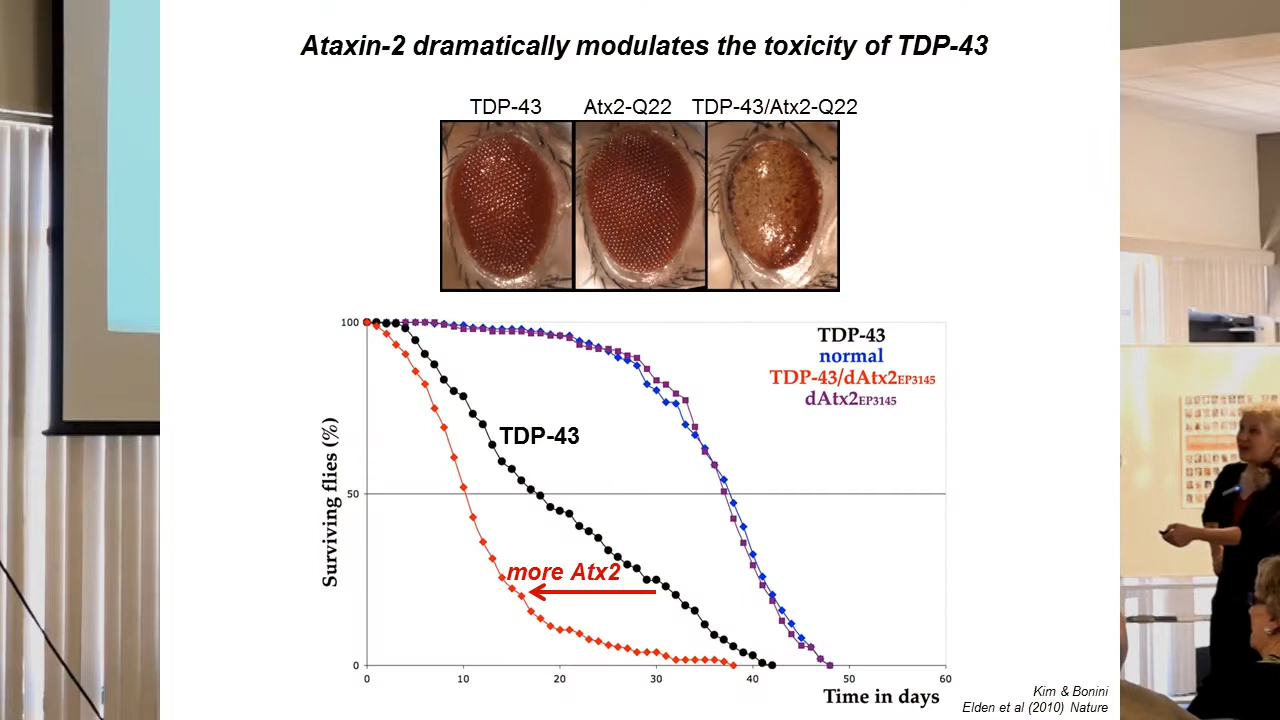 Ataxin-2 dramatically modulates the toxicity of TDP-43
TDP-43 Atx2-Q22 TDP-43/Atx2-Q22
100
50
0
Surviving flies (%)
TDP-43
normal
TDP-43/dAtx2EP3145
dAtx2EP3145
TDP-43
more Atx2
0 10 20 30 40 50 60
Time in days
Kim & Bonini
Elden et al (2010) Nature